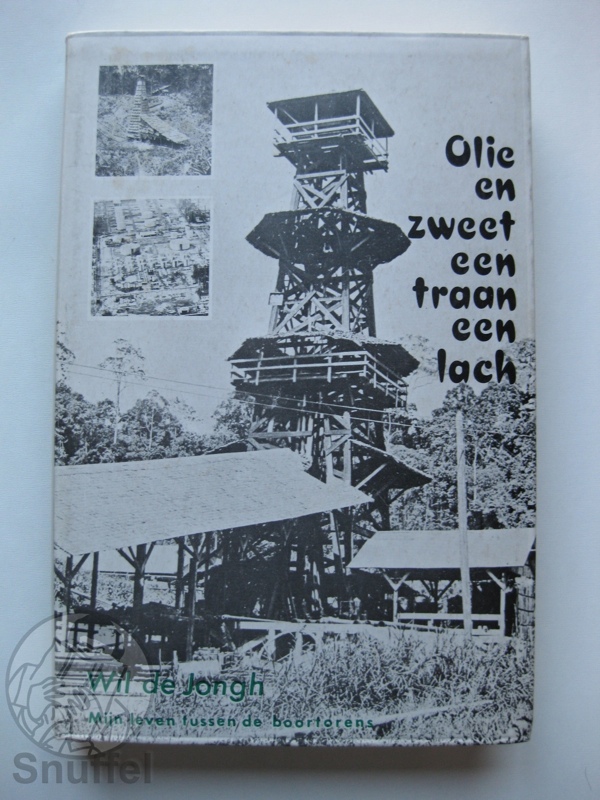 Olie
en
zweet
een
traan
een
lach
Wil de Jongh
Mijn leven tussen de boortorens
Snuffel